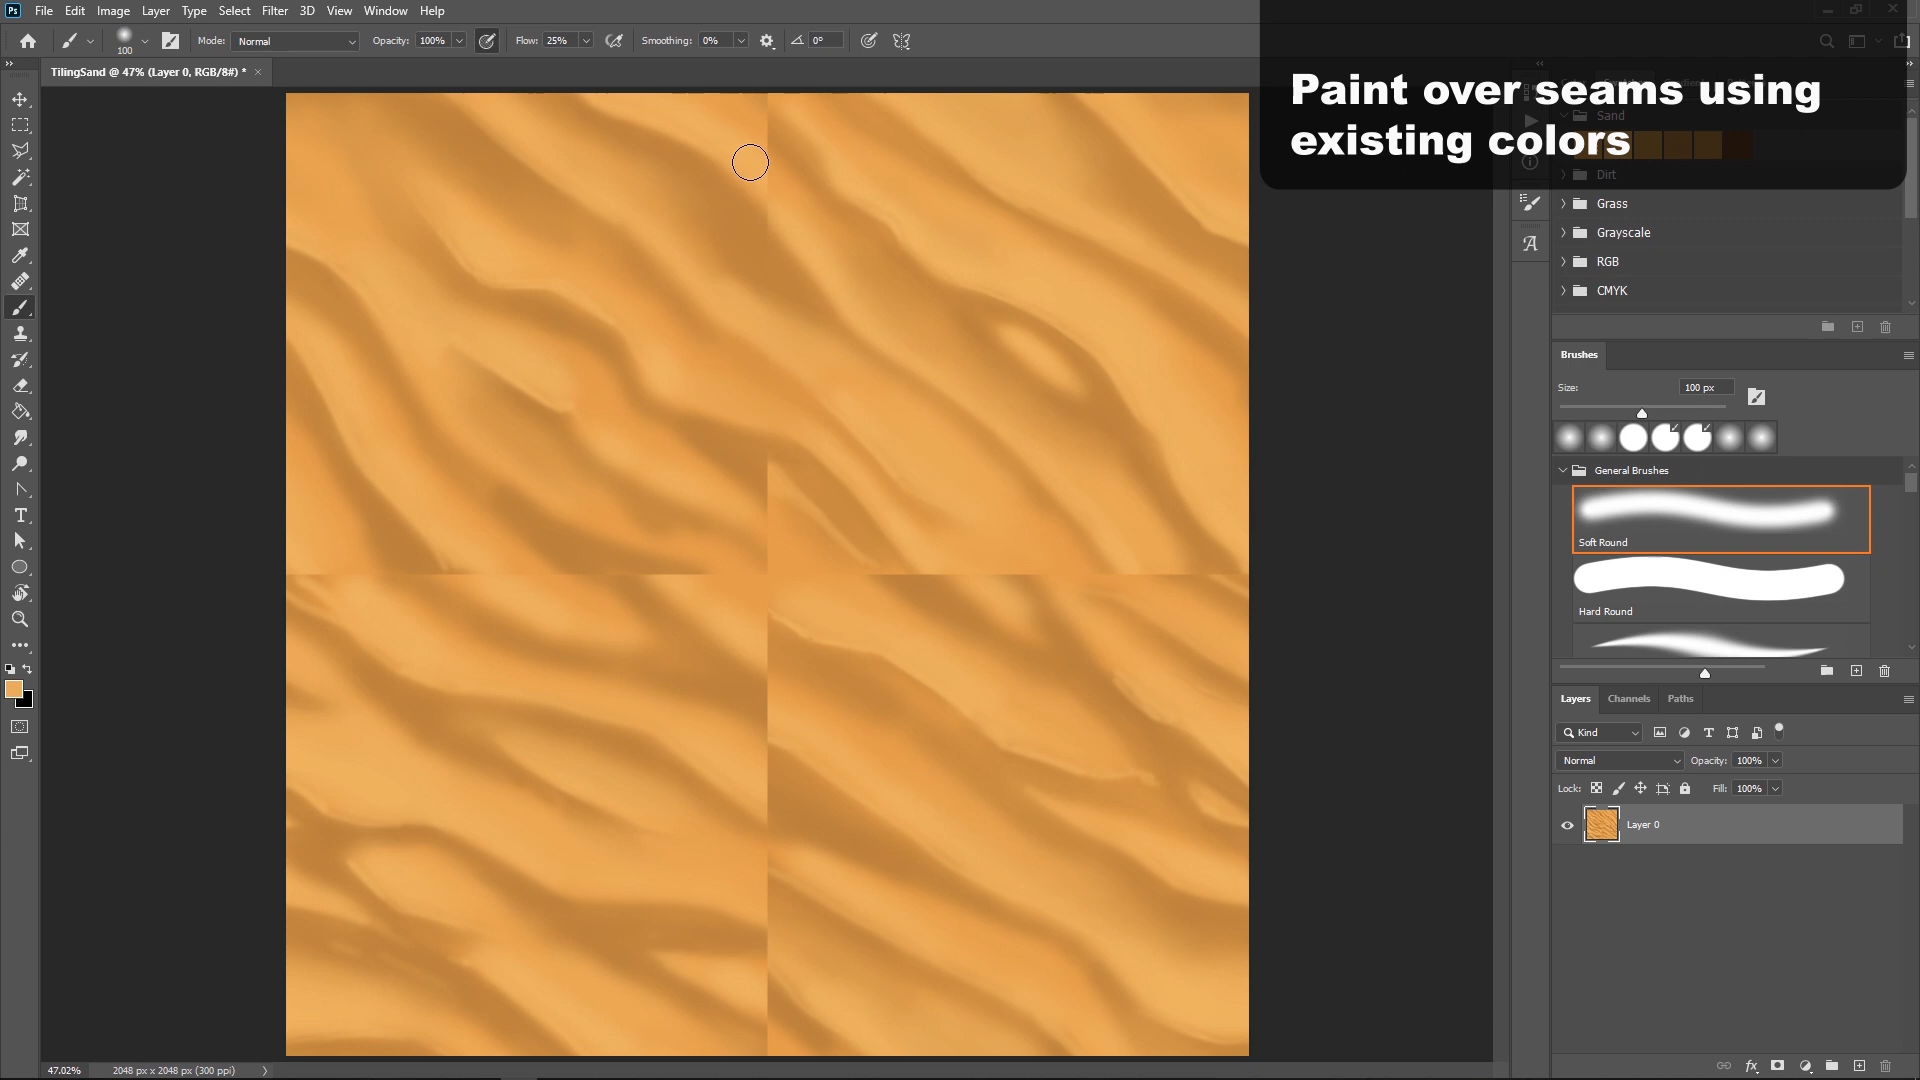 Ps File Edit Image Layer Type Select Filter 3D View Window Help
100 Mode: Normal Opacity: 100% Flow: 25% Smoothing: 0% 0°
TilingSand @ 47% (Layer 0, RGB/8#) * ×
Paint over seams using
existing colors
Sand
Dirt
Grass
Grayscale
RGB
CMYK
Brushes
Size: 100 px
General Brushes
Soft Round
Hard Round
Layers Channels Paths
Kind
Normal Opacity: 100%
Lock: Fill: 100%
Layer 0
47.02% 2048 px x 2048 px (300 ppi)